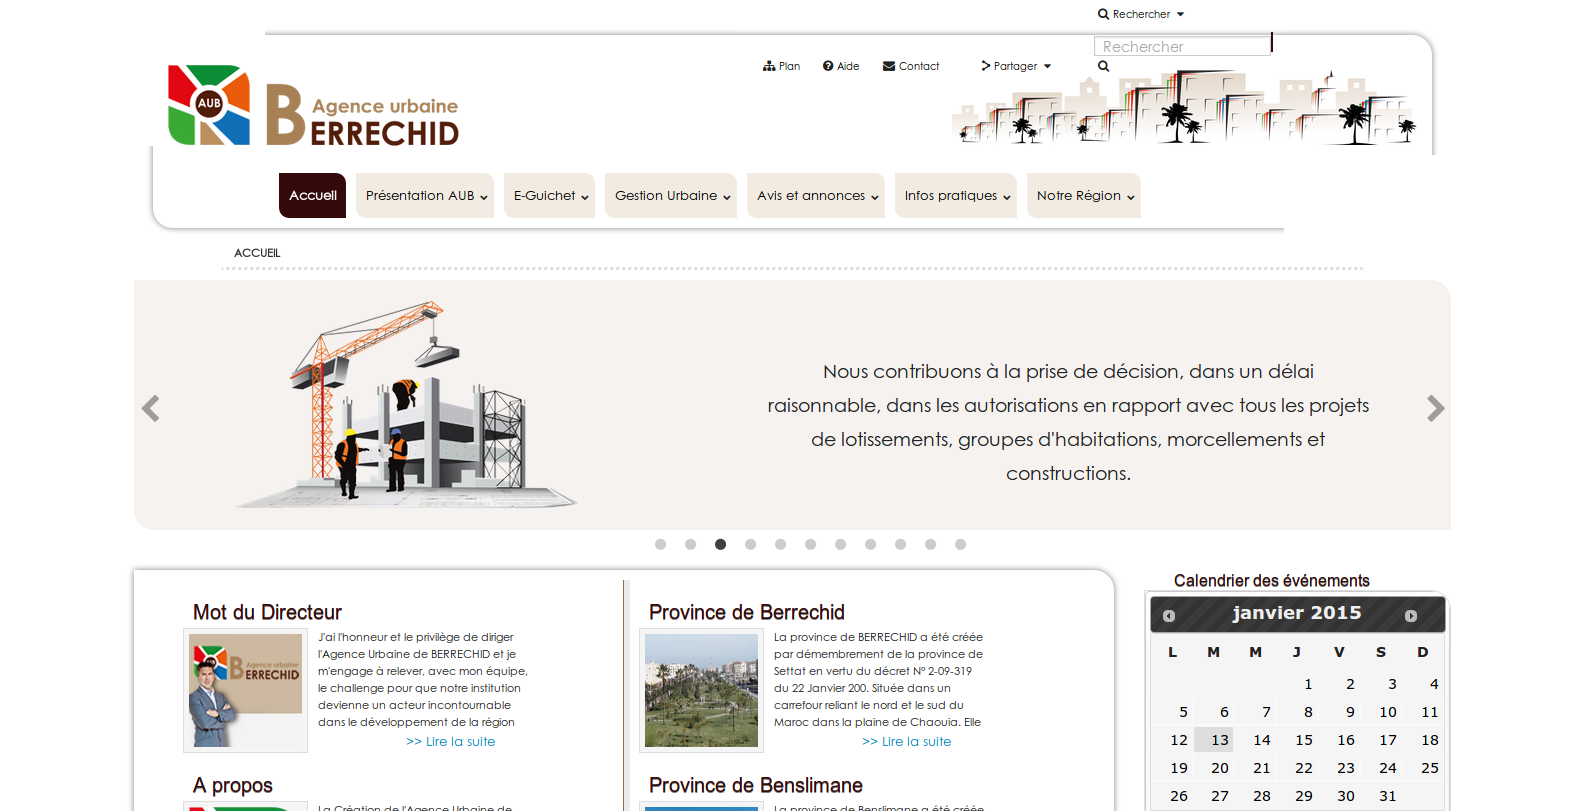 Rechercher
Rechercher
Plan Aide Contact Partager
AUB
Agence urbaine
BERRECHID
Accueil Présentation AUB E-Guichet Gestion Urbaine Avis et annonces Infos pratiques Notre Région
ACCUEIL
Nous contribuons à la prise de décision, dans un délai
raisonnable, dans les autorisations en rapport avec tous les projets
de lotissements, groupes d'habitations, morcellements et
constructions.
Mot du Directeur
Agence urbaine
BERRECHID
J'ai l'honneur et le privilège de diriger
l'Agence Urbaine de BERRECHID et je
m'engage à relever, avec mon équipe,
le challenge pour que notre institution
devienne un acteur incontournable
dans le développement de la région
>> Lire la suite
A propos
La Création de l'Agence Urbaine de
Province de Berrechid
La province de BERRECHID a été créée
par démembrement de la province de
Settat en vertu du décret N° 2-09-319
du 22 Janvier 200. Située dans un
carrefour reliant le nord et le sud du
Maroc dans la plaine de Chaouia. Elle
>> Lire la suite
Province de Benslimane
La province de Benslimane a été créée
Calendrier des événements
janvier 2015
L M M J V S D
1 2 3 4
5 6 7 8 9 10 11
12 13 14 15 16 17 18
19 20 21 22 23 24 25
26 27 28 29 30 31